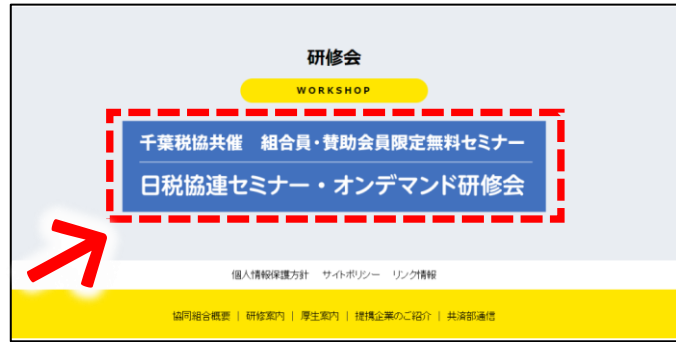 研修会
WORKSHOP
千葉税協共催 組合員・賛助会員限定無料セミナー
日税協連セミナー・オンデマンド研修会
個人情報保護方針 サイトポリシー リンク情報
協同組合概要 | 研修案内 | 厚生案内 | 提携企業のご紹介 | 共済部通信